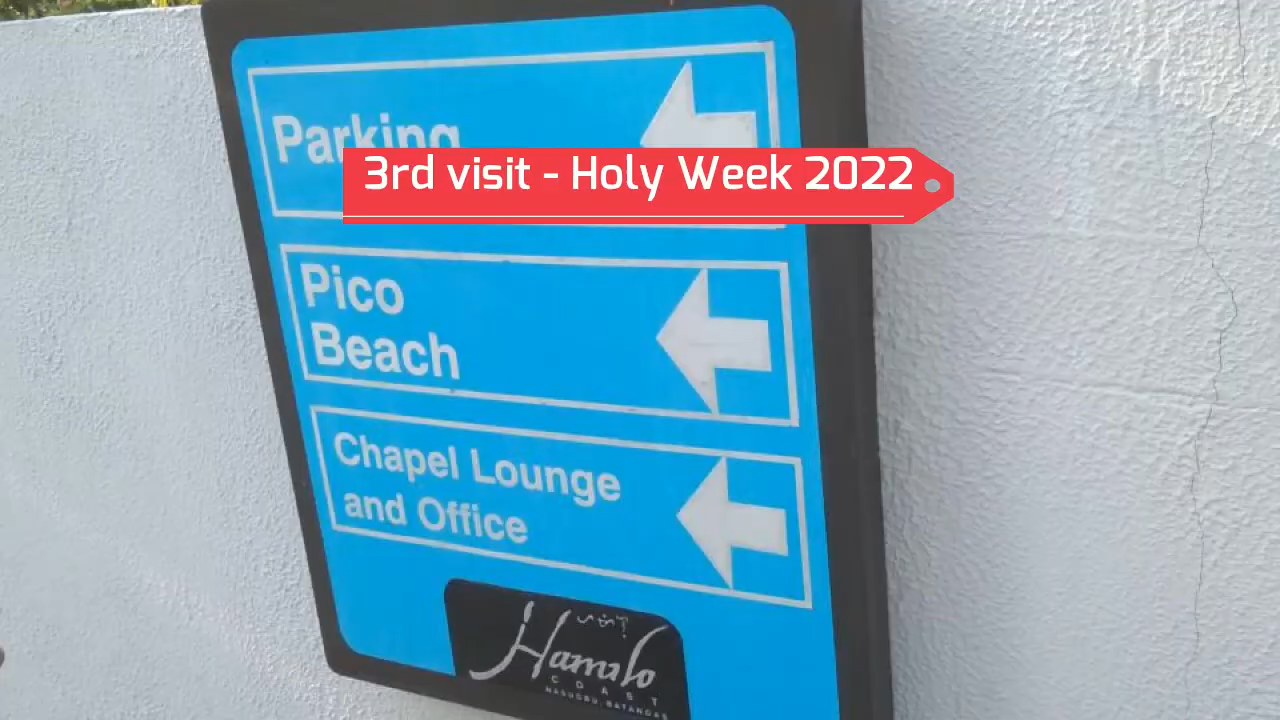 Parking
3rd visit - Holy Week 2022
Pico
Beach
Chapel Lounge
and Office
Hamilo
COAST
NASUGBU, BATANGAS